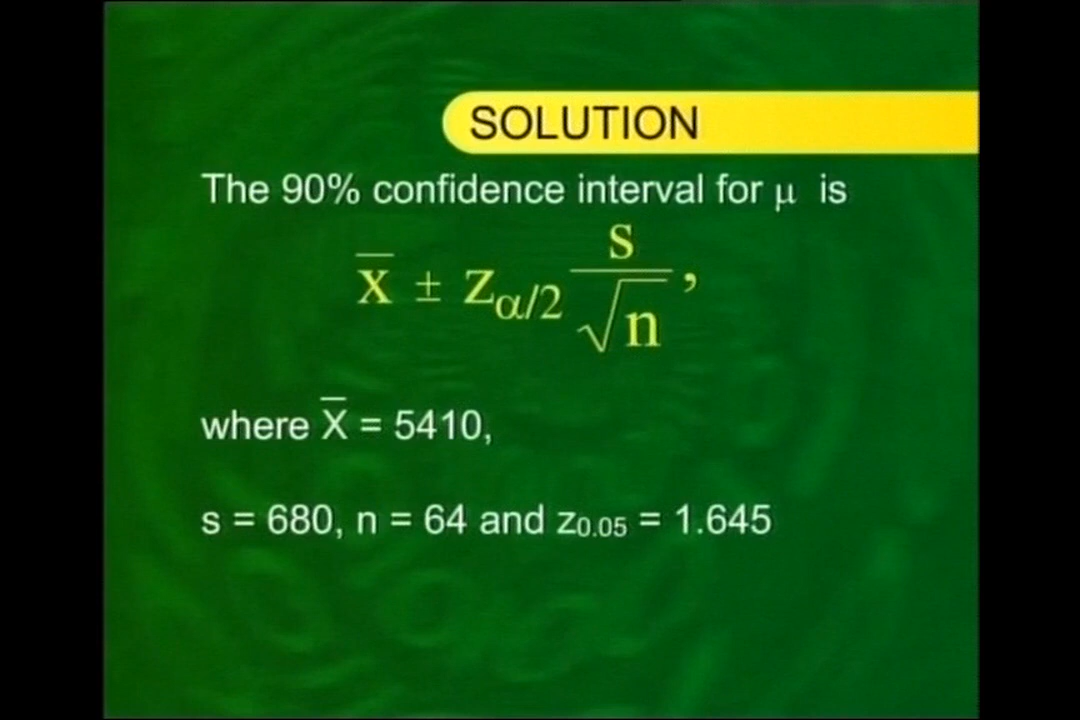 SOLUTION
The 90% confidence interval for μ is
x̅ ± zα/2 s/√n,
where X̅ = 5410,
s = 680, n = 64 and z0.05 = 1.645